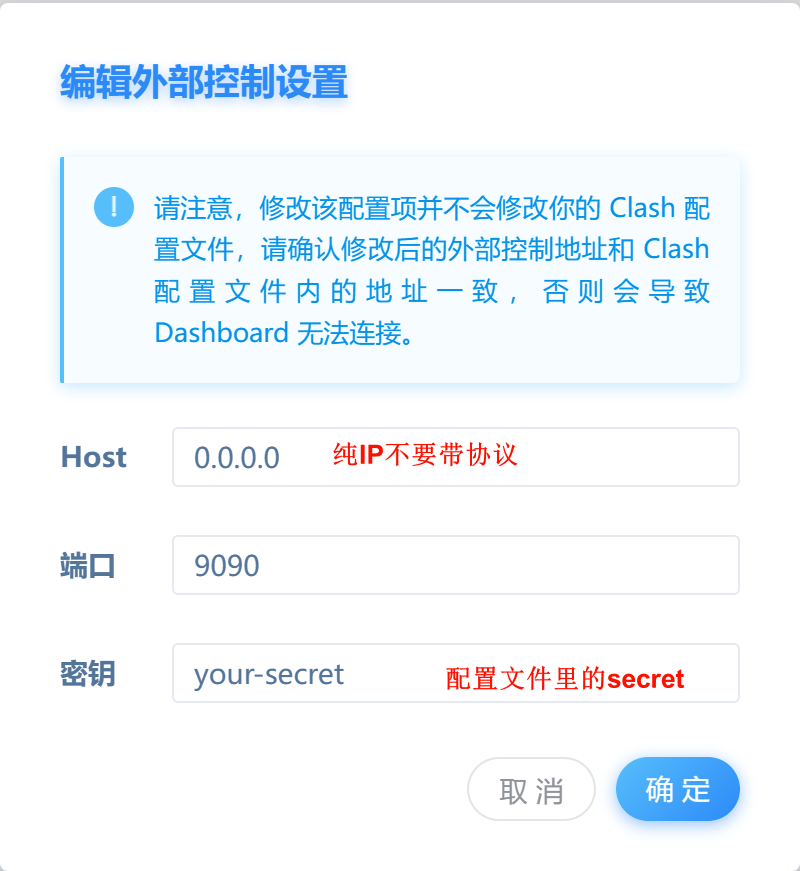 编辑外部控制设置
!
请注意，修改该配置项并不会修改你的 Clash 配
置文件，请确认修改后的外部控制地址和 Clash
配置文件内的地址一致，否则会导致
Dashboard 无法连接。
Host 0.0.0.0 纯IP不要带协议
端口 9090
密钥 your-secret 配置文件里的secret
取消 确定